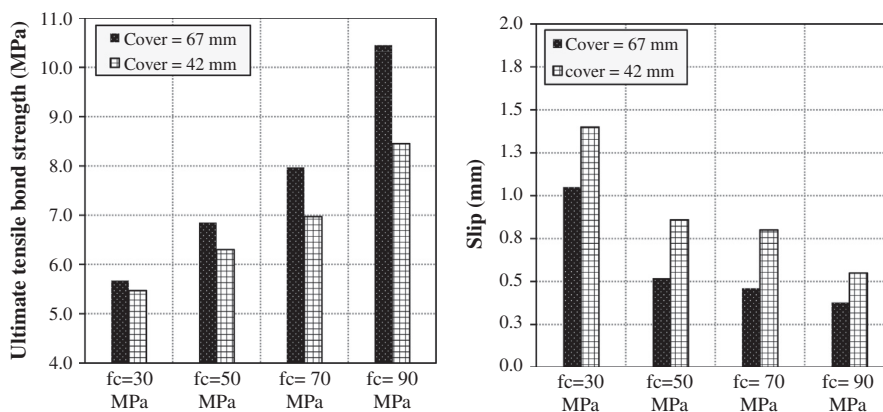 Ultimate tensile bond strength (MPa)
11.0
10.0
9.0
8.0
7.0
6.0
5.0
4.0
Cover = 67 mm
Cover = 42 mm
fc=30 MPa
fc=50 MPa
fc= 70 MPa
fc= 90 MPa
Slip (mm)
2.0
1.8
1.5
1.3
1.0
0.8
0.5
0.3
0.0
Cover = 67 mm
cover = 42 mm
fc=30 MPa
fc=50 MPa
fc= 70 MPa
fc= 90 MPa